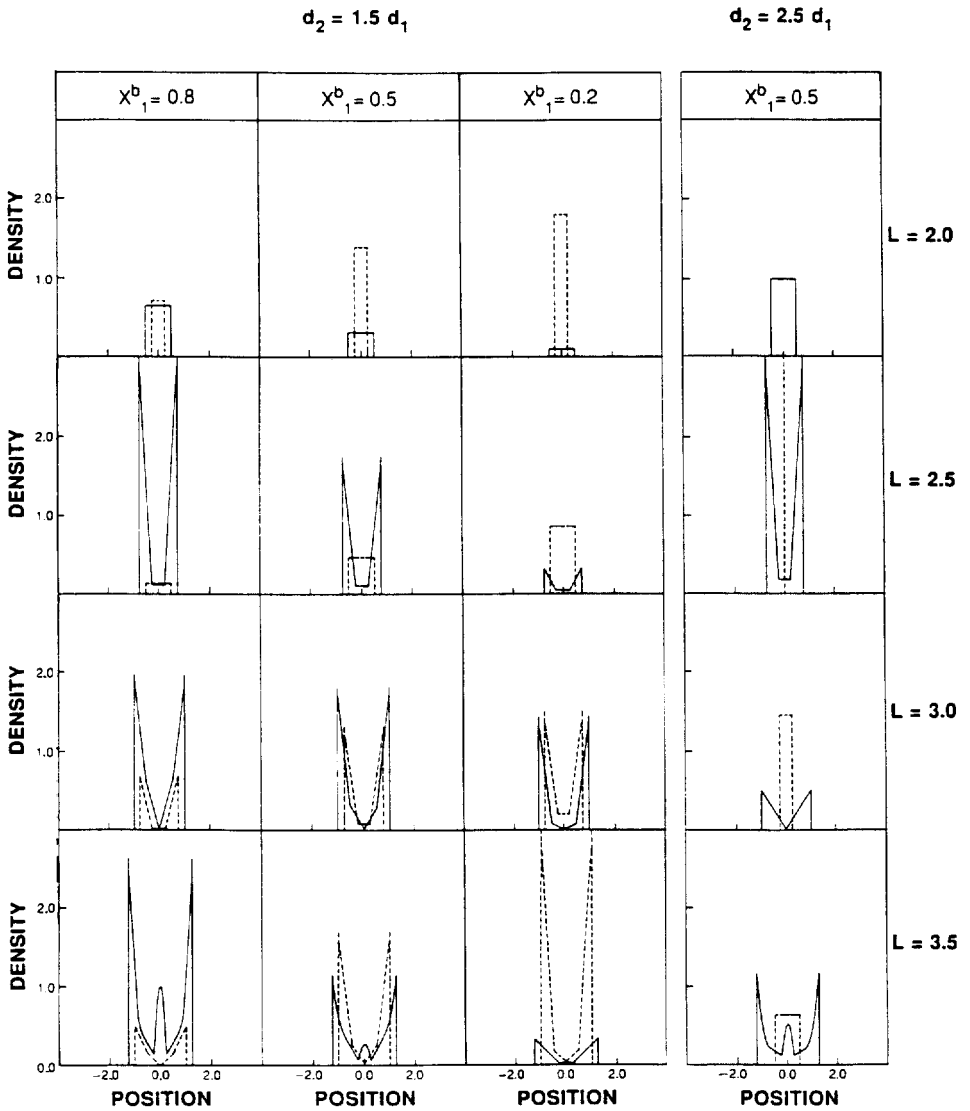 d₂ = 1.5 d₁
d₂ = 2.5 d₁
Xᵇ₁= 0.8
Xᵇ₁= 0.5
Xᵇ₁= 0.2
Xᵇ₁= 0.5
DENSITY
2.0
1.0
L = 2.0
DENSITY
2.0
1.0
L = 2.5
DENSITY
2.0
1.0
L = 3.0
DENSITY
2.0
1.0
0.0
L = 3.5
−2.0 0.0 2.0
−2.0 0.0 2.0
−2.0 0.0 2.0
−2.0 0.0 2.0
POSITION
POSITION
POSITION
POSITION